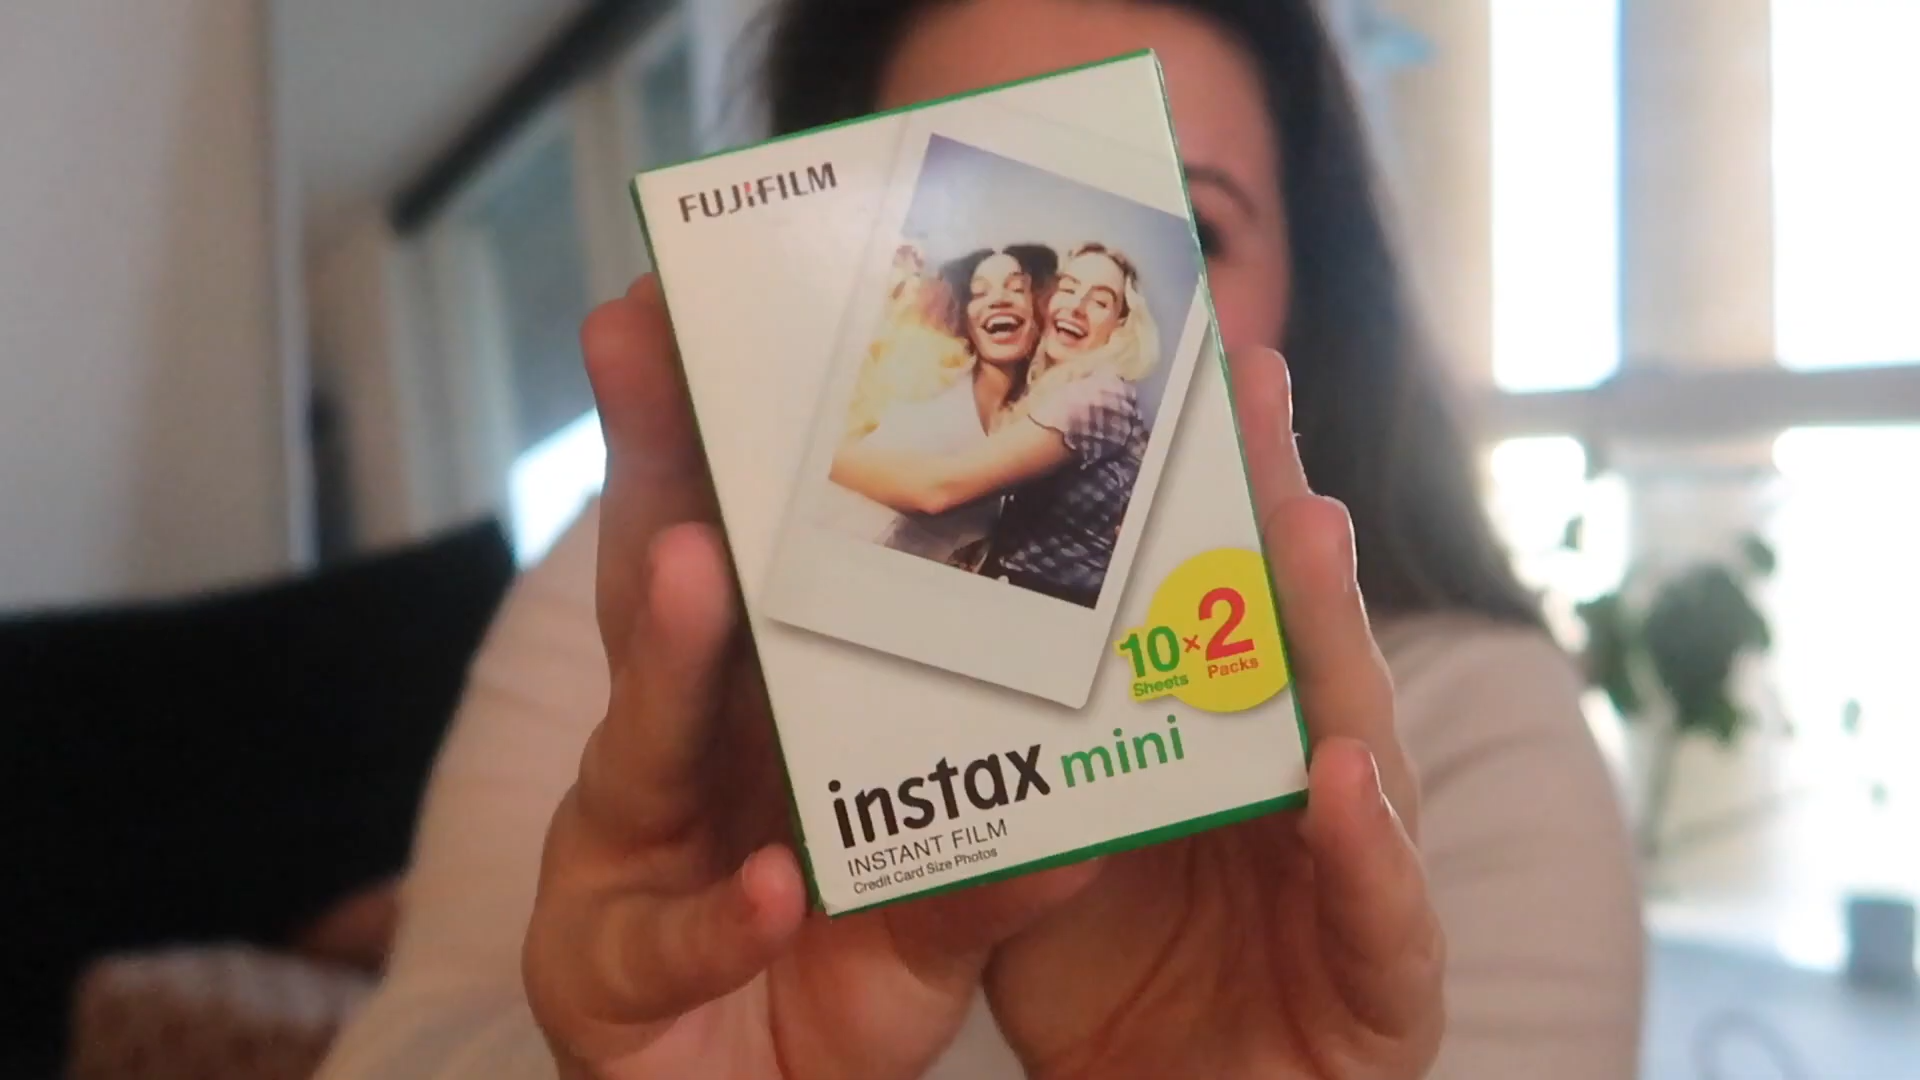 FUJIFILM
10 × 2
Sheets Packs
instax mini
INSTANT FILM
Credit Card Size Photos